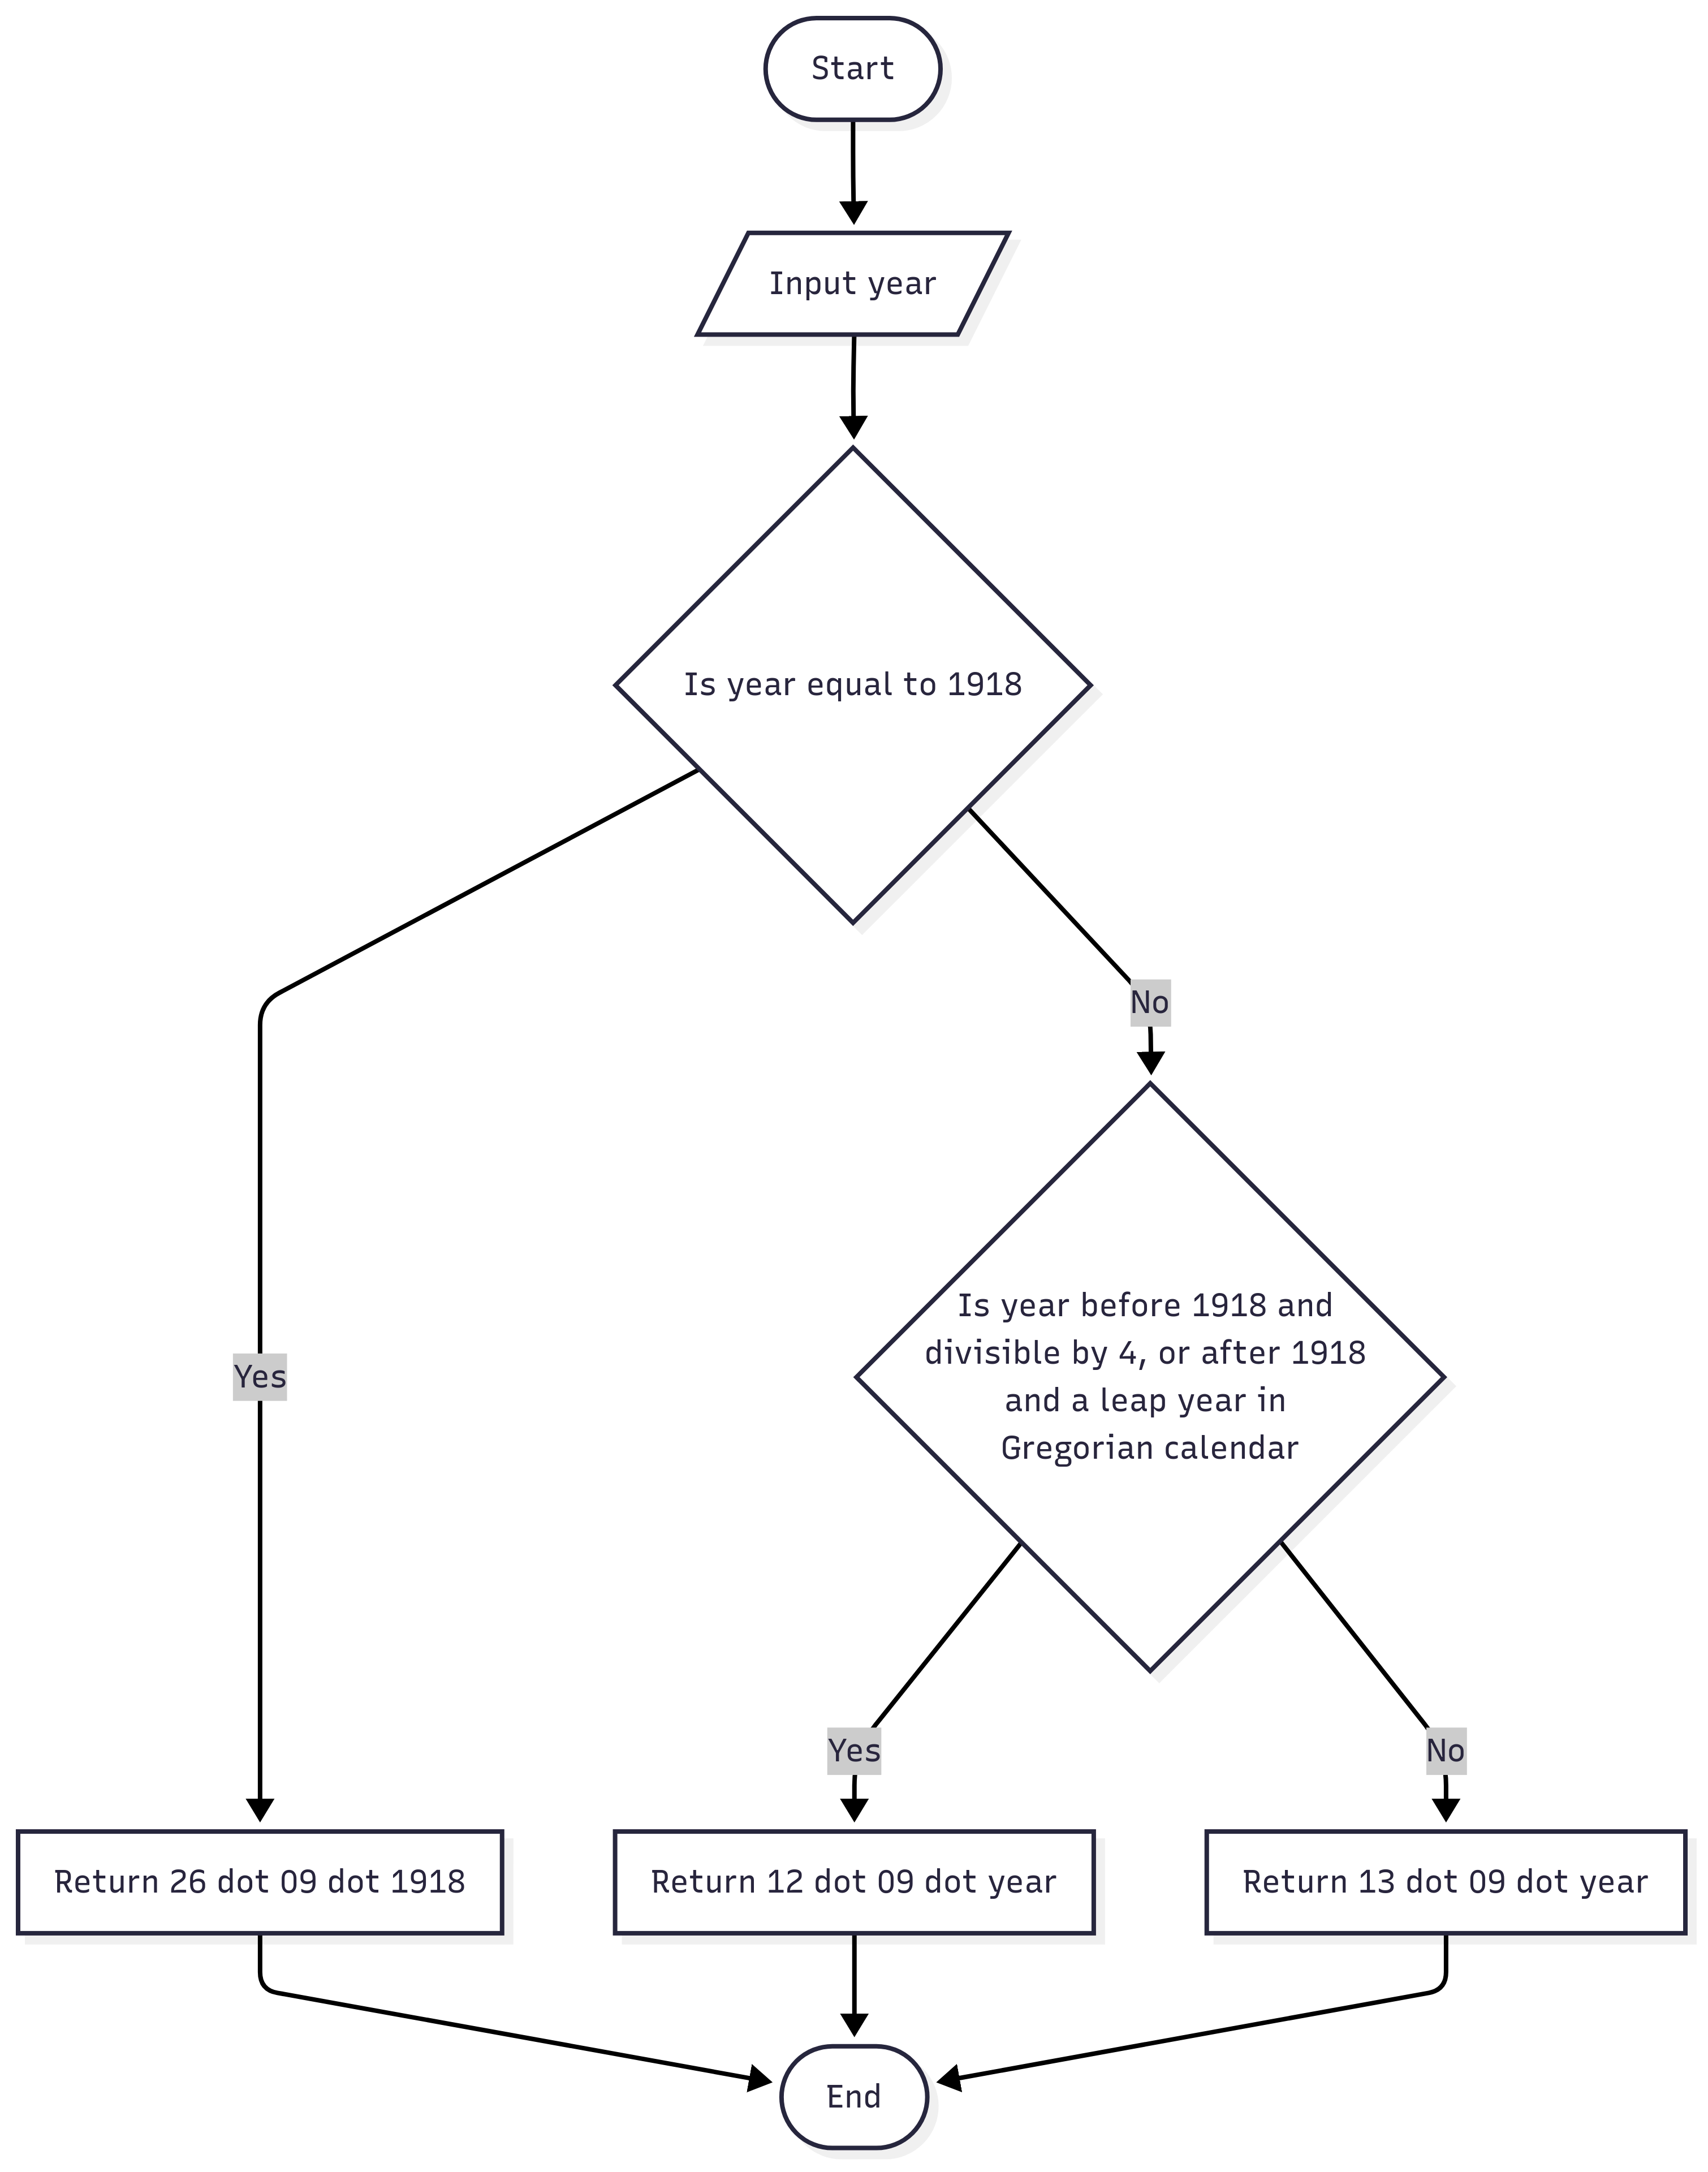 Start
Input year
Is year equal to 1918
No
Yes
Is year before 1918 and
divisible by 4, or after 1918
and a leap year in
Gregorian calendar
Yes
No
Return 26 dot 09 dot 1918
Return 12 dot 09 dot year
Return 13 dot 09 dot year
End